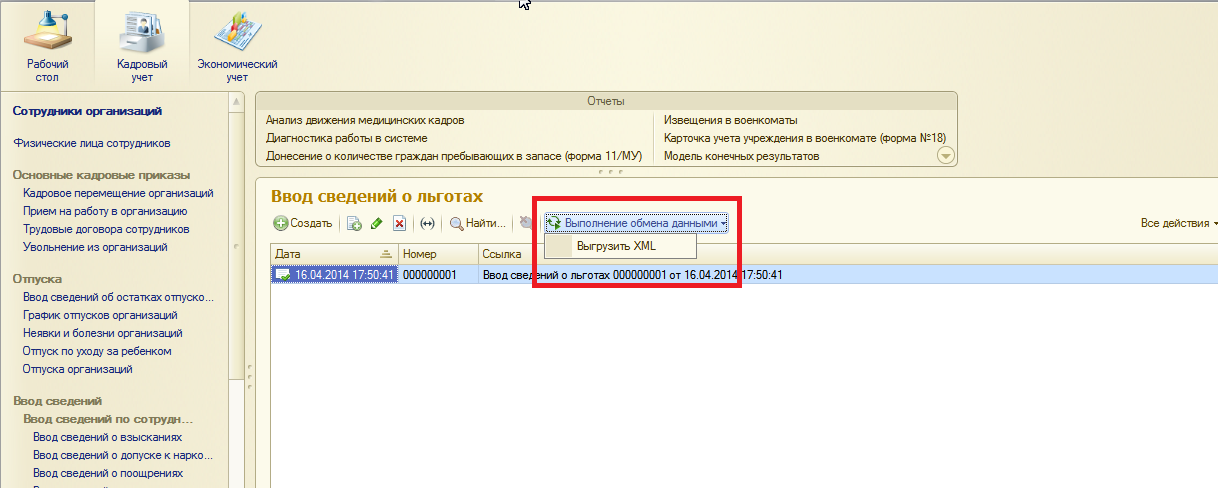 Рабочий стол
Кадровый учет
Экономический учет
Сотрудники организаций
Физические лица сотрудников
Основные кадровые приказы
Кадровое перемещение организаций
Прием на работу в организацию
Трудовые договора сотрудников
Увольнение из организаций
Отпуска
Ввод сведений об остатках отпуско...
График отпусков организаций
Неявки и болезни организаций
Отпуск по уходу за ребенком
Отпуска организаций
Ввод сведений
Ввод сведений по сотрудн...
Ввод сведений о взысканиях
Ввод сведений о допуске к нарко...
Ввод сведений о поощрениях
Отчеты
Анализ движения медицинских кадров
Диагностика работы в системе
Донесение о количестве граждан пребывающих в запасе (форма 11/МУ)
Извещения в военкоматы
Карточка учета учреждения в военкомате (форма №18)
Модель конечных результатов
Ввод сведений о льготах
Создать
Найти...
Выполнение обмена данными
Все действия
Выгрузить XML
Дата Номер Ссылка
16.04.2014 17:50:41 000000001 Ввод сведений о льготах 000000001 от 16.04.2014 17:50:41